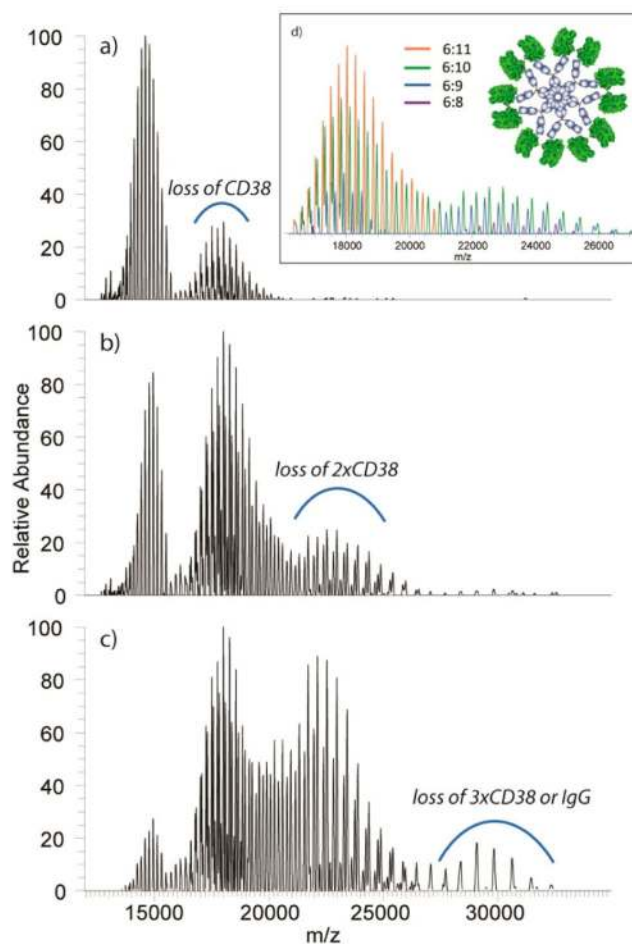 100
80
60
40
20
0
a)
loss of CD38
d)
6:11
6:10
6:9
6:8
18000 20000 22000 24000 26000
m/z
100
80
60
40
20
0
b)
loss of 2xCD38
Relative Abundance
100
80
60
40
20
0
c)
loss of 3xCD38 or IgG
15000 20000 25000 30000
m/z